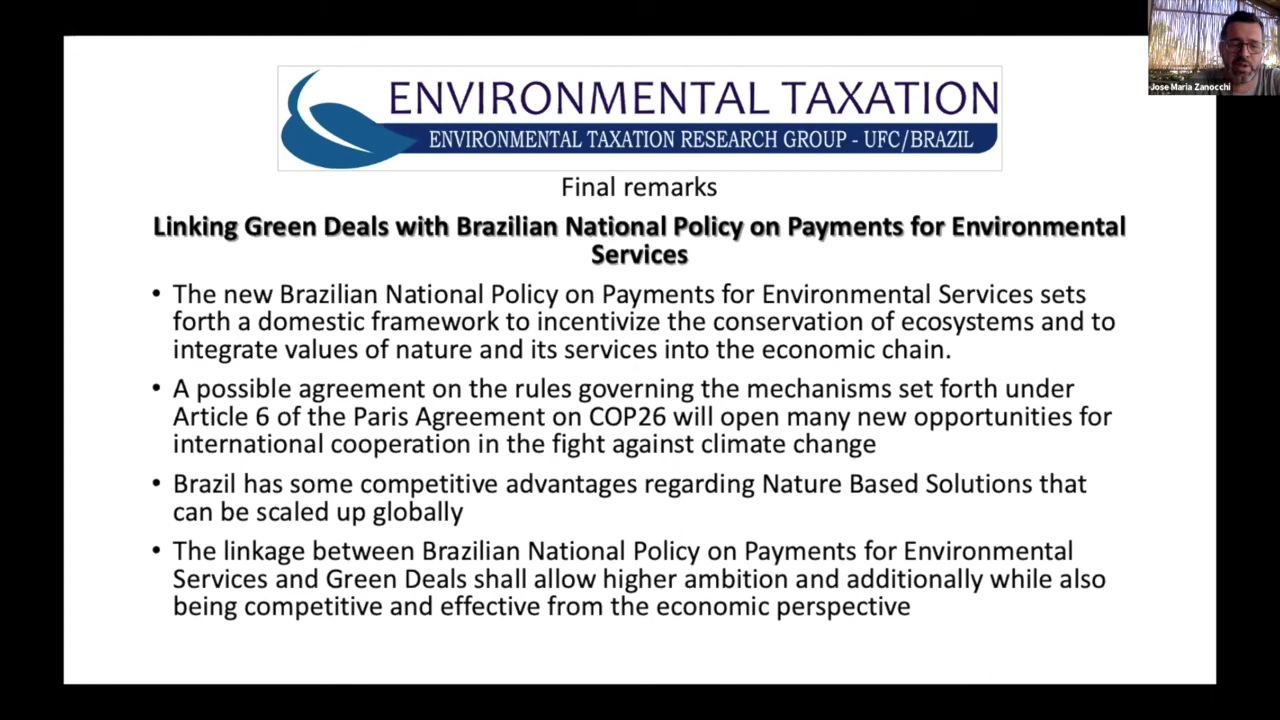 Jose Maria Zanocchi
ENVIRONMENTAL TAXATION
ENVIRONMENTAL TAXATION RESEARCH GROUP - UFC/BRAZIL
Final remarks
Linking Green Deals with Brazilian National Policy on Payments for Environmental
Services
• The new Brazilian National Policy on Payments for Environmental Services sets
forth a domestic framework to incentivize the conservation of ecosystems and to
integrate values of nature and its services into the economic chain.
• A possible agreement on the rules governing the mechanisms set forth under
Article 6 of the Paris Agreement on COP26 will open many new opportunities for
international cooperation in the fight against climate change
• Brazil has some competitive advantages regarding Nature Based Solutions that
can be scaled up globally
• The linkage between Brazilian National Policy on Payments for Environmental
Services and Green Deals shall allow higher ambition and additionally while also
being competitive and effective from the economic perspective